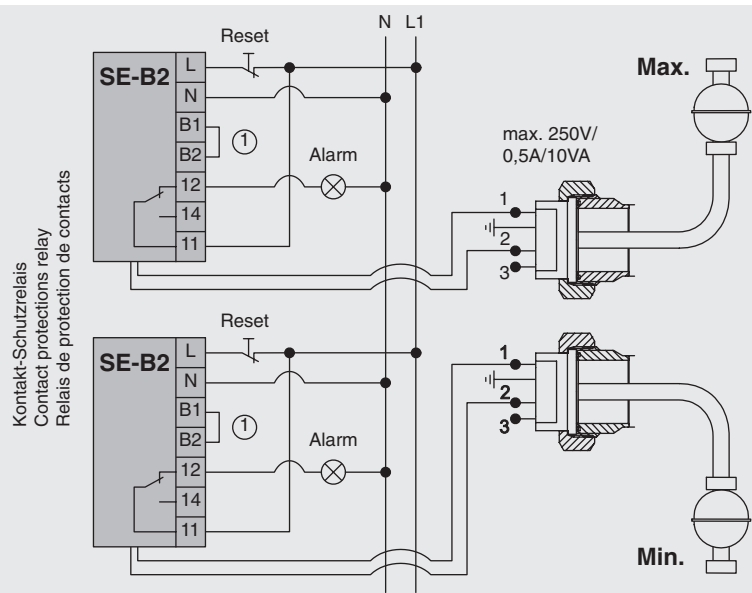 N L1
Reset
SE-B2
L
N
B1
B2
12
14
11
1
Alarm
max. 250V/
0,5A/10VA
1
2
3
Max.
Kontakt-Schutzrelais
Contact protections relay
Relais de protection de contacts
Reset
SE-B2
L
N
B1
B2
12
14
11
1
Alarm
1
2
3
Min.